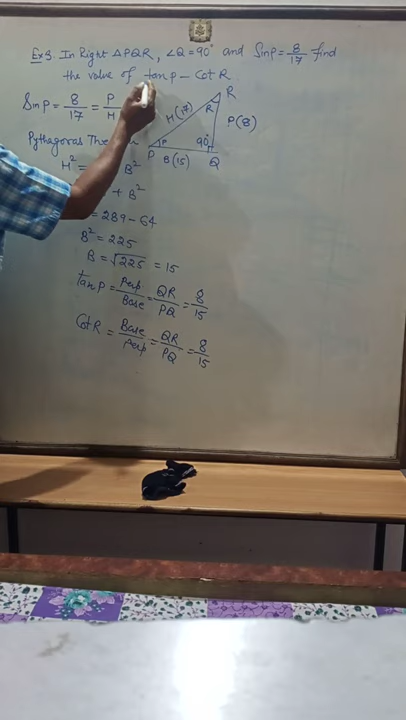 Ex3. In Right △PQR, ∠Q = 90° and Sin P = 8/17 find
the value of tan P − Cot R.
Sin P = 8/17 = P/H
R
R
H(17)
P(8)
Pythagoras The
P
P
90°
B(15)
Q
H² = B²
+ B²
= 289 − 64
B² = 225
B = √225 = 15
tan P = Perp/Base = QR/PQ = 8/15
Cot R = Base/Perp = QR/PQ = 8/15